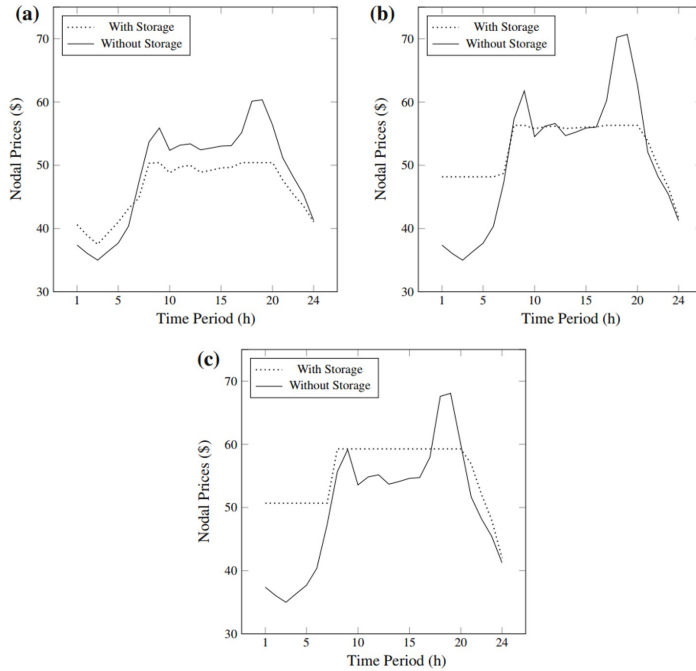 (a)
With Storage
Without Storage
70
60
50
40
30
Nodal Prices ($)
1 5 10 15 20 24
Time Period (h)
(b)
With Storage
Without Storage
70
60
50
40
30
Nodal Prices ($)
1 5 10 15 20 24
Time Period (h)
(c)
With Storage
Without Storage
70
60
50
40
30
Nodal Prices ($)
1 5 10 15 20 24
Time Period (h)